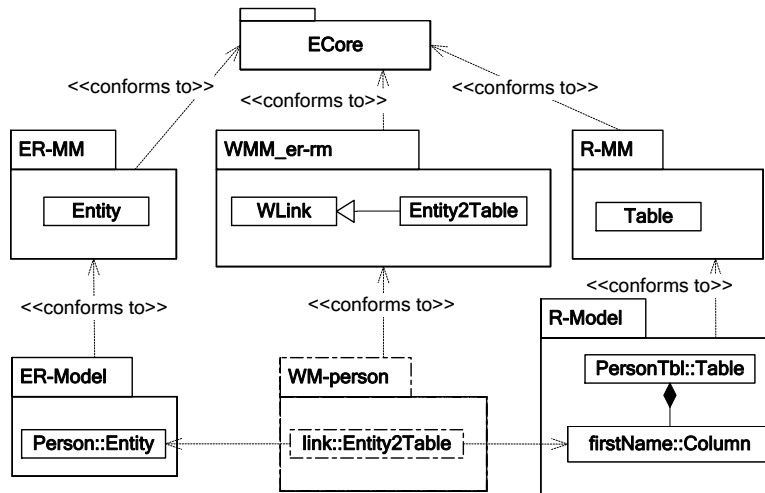 ECore
<<conforms to>>
<<conforms to>>
<<conforms to>>
ER-MM
WMM_er-rm
R-MM
Entity
WLink
Entity2Table
Table
<<conforms to>>
<<conforms to>>
<<conforms to>>
R-Model
ER-Model
WM-person
PersonTbl::Table
Person::Entity
link::Entity2Table
firstName::Column